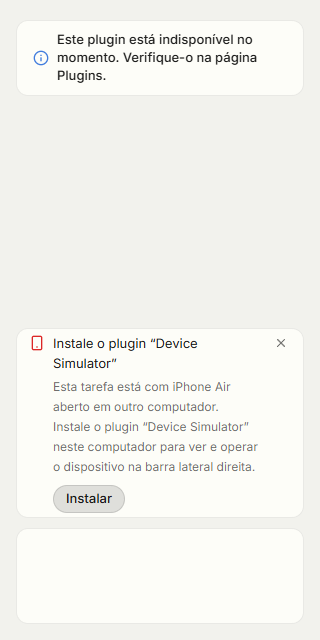 Este plugin está indisponível no
momento. Verifique-o na página
Plugins.
Instale o plugin “Device
Simulator”
Esta tarefa está com iPhone Air
aberto em outro computador.
Instale o plugin “Device Simulator”
neste computador para ver e operar
o dispositivo na barra lateral direita.
Instalar